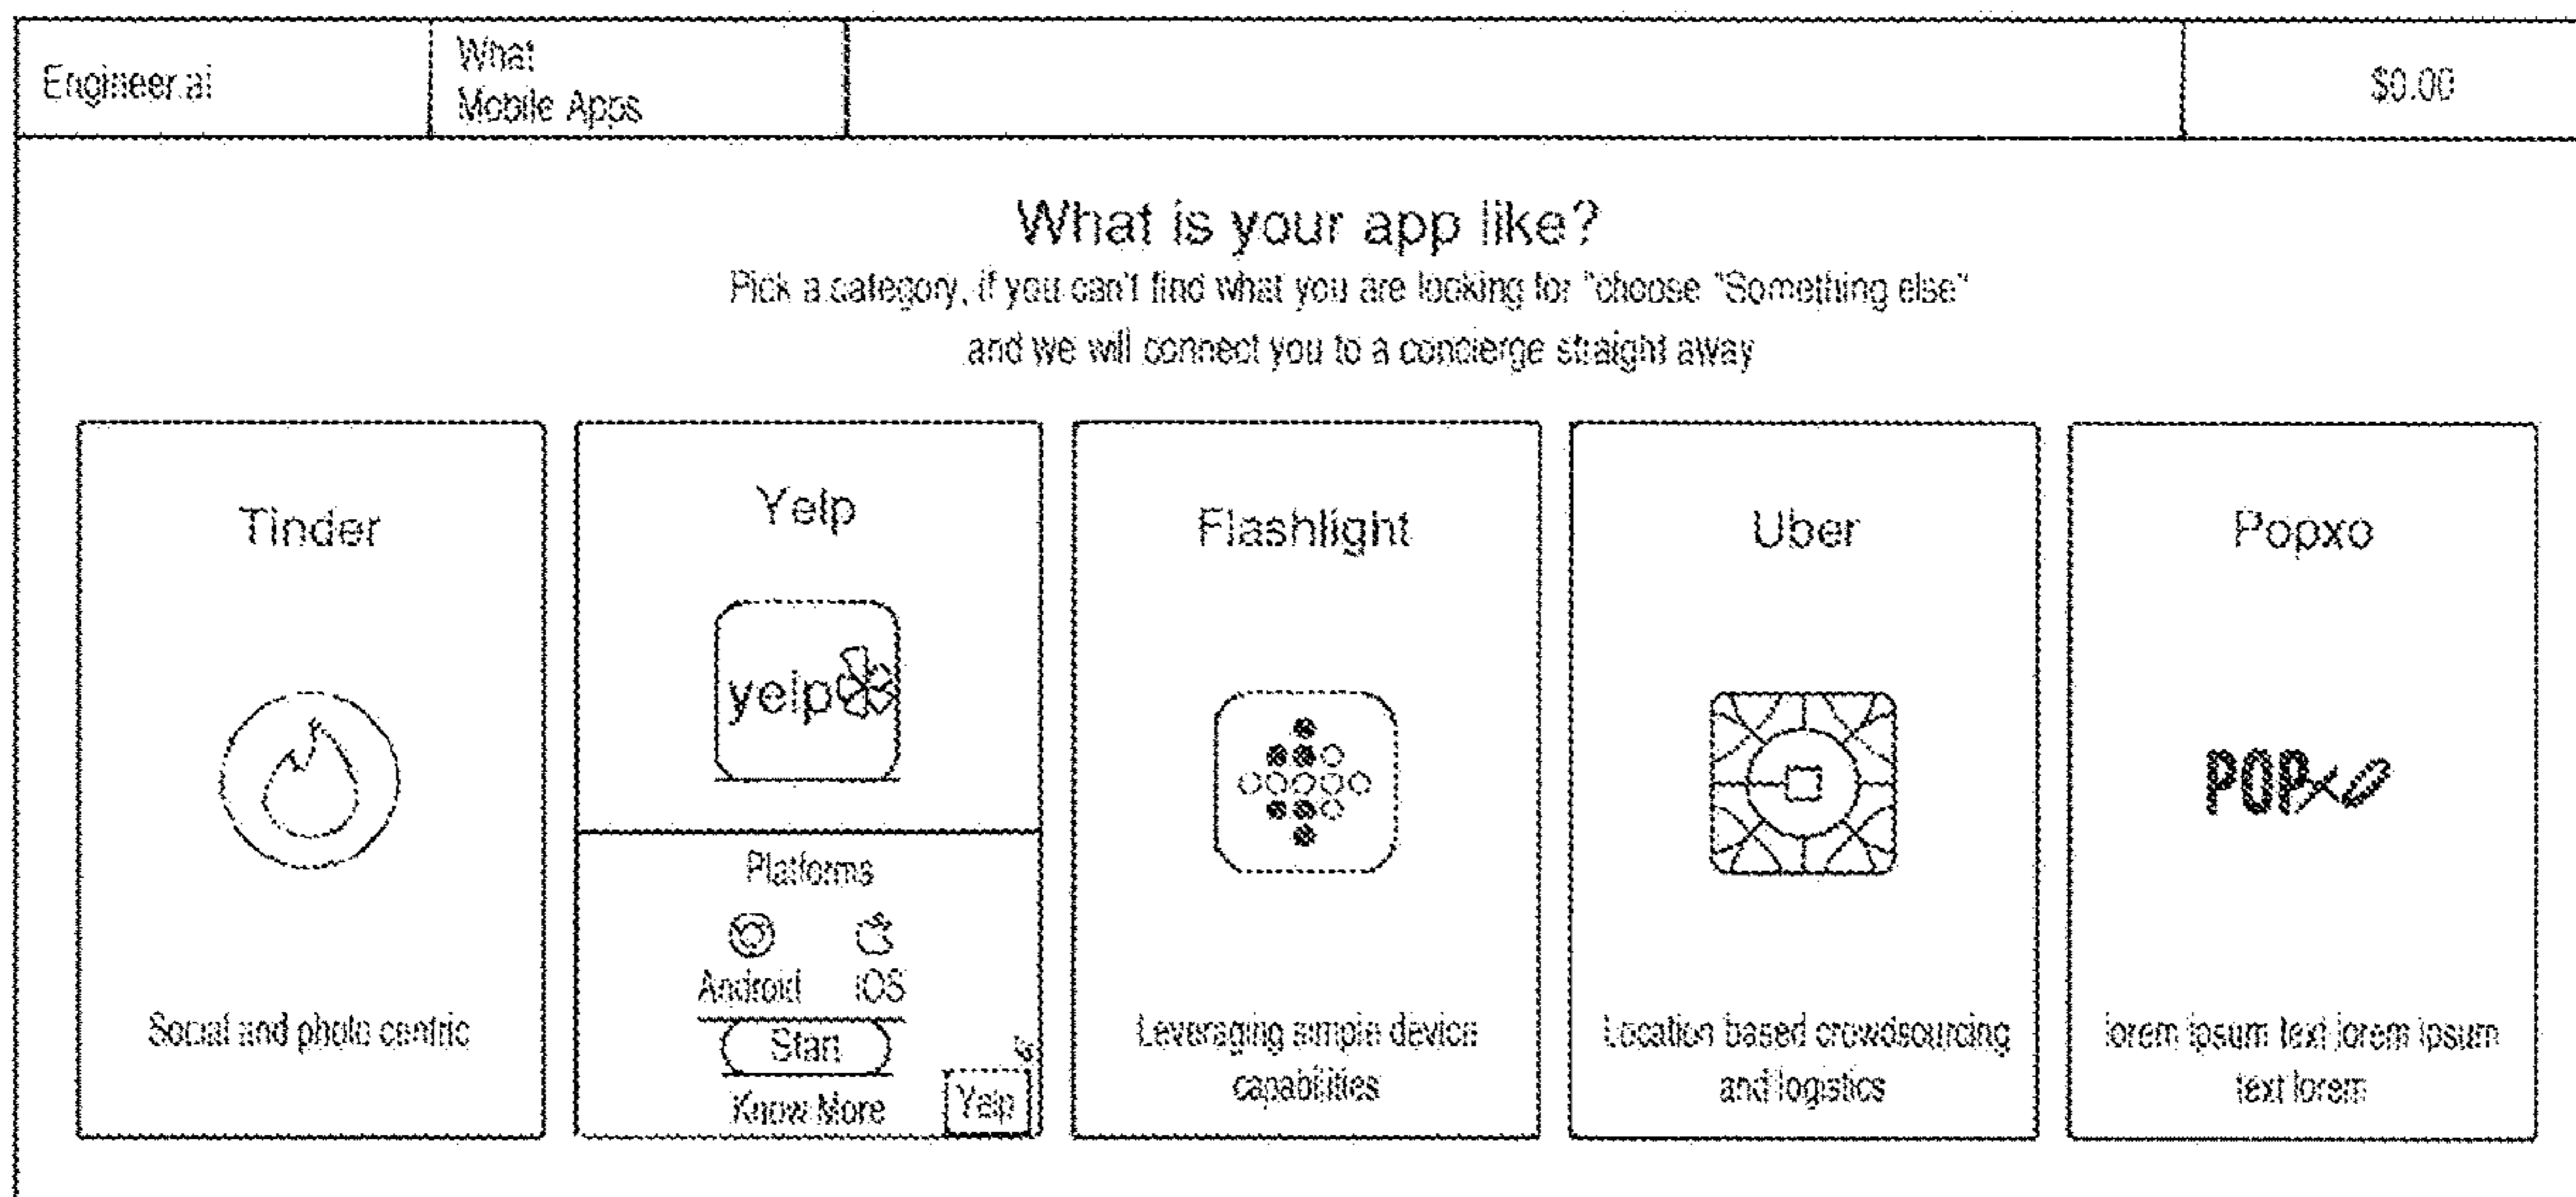 Engineer.ai
What
Mobile Apps
$0.00
What is your app like?
Pick a category, if you can't find what you are looking for "choose "Something else"
and we will connect you to a concierge straight away
Tinder
Social and photo centric
Yelp
yelp
Platforms
Android iOS
Start
Know More
Yelp
Flashlight
Leveraging simple device
capabilities
Uber
Location based crowdsourcing
and logistics
Popxo
POPxo
lorem ipsum text lorem ipsum
text lorem